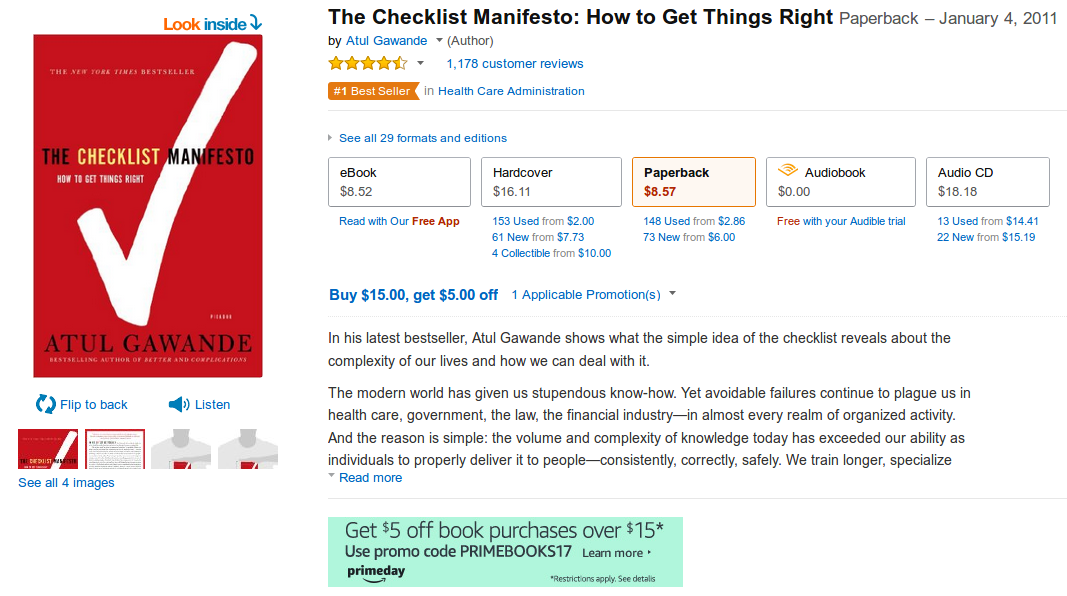 Look inside
THE NEW YORK TIMES BESTSELLER
THE CHECKLIST MANIFESTO
HOW TO GET THINGS RIGHT
PICADOR
ATUL GAWANDE
BESTSELLING AUTHOR OF BETTER AND COMPLICATIONS
Flip to back
Listen
See all 4 images
The Checklist Manifesto: How to Get Things Right Paperback – January 4, 2011
by Atul Gawande (Author)
1,178 customer reviews
#1 Best Seller in Health Care Administration
See all 29 formats and editions
eBook
$8.52
Read with Our Free App
Hardcover
$16.11
153 Used from $2.00
61 New from $7.73
4 Collectible from $10.00
Paperback
$8.57
148 Used from $2.86
73 New from $6.00
Audiobook
$0.00
Free with your Audible trial
Audio CD
$18.18
13 Used from $14.41
22 New from $15.19
Buy $15.00, get $5.00 off 1 Applicable Promotion(s)
In his latest bestseller, Atul Gawande shows what the simple idea of the checklist reveals about the
complexity of our lives and how we can deal with it.
The modern world has given us stupendous know-how. Yet avoidable failures continue to plague us in
health care, government, the law, the financial industry—in almost every realm of organized activity.
And the reason is simple: the volume and complexity of knowledge today has exceeded our ability as
individuals to properly deliver it to people—consistently, correctly, safely. We train longer, specialize
Read more
Get $5 off book purchases over $15*
Use promo code PRIMEBOOKS17 Learn more
primeday
*Restrictions apply. See details